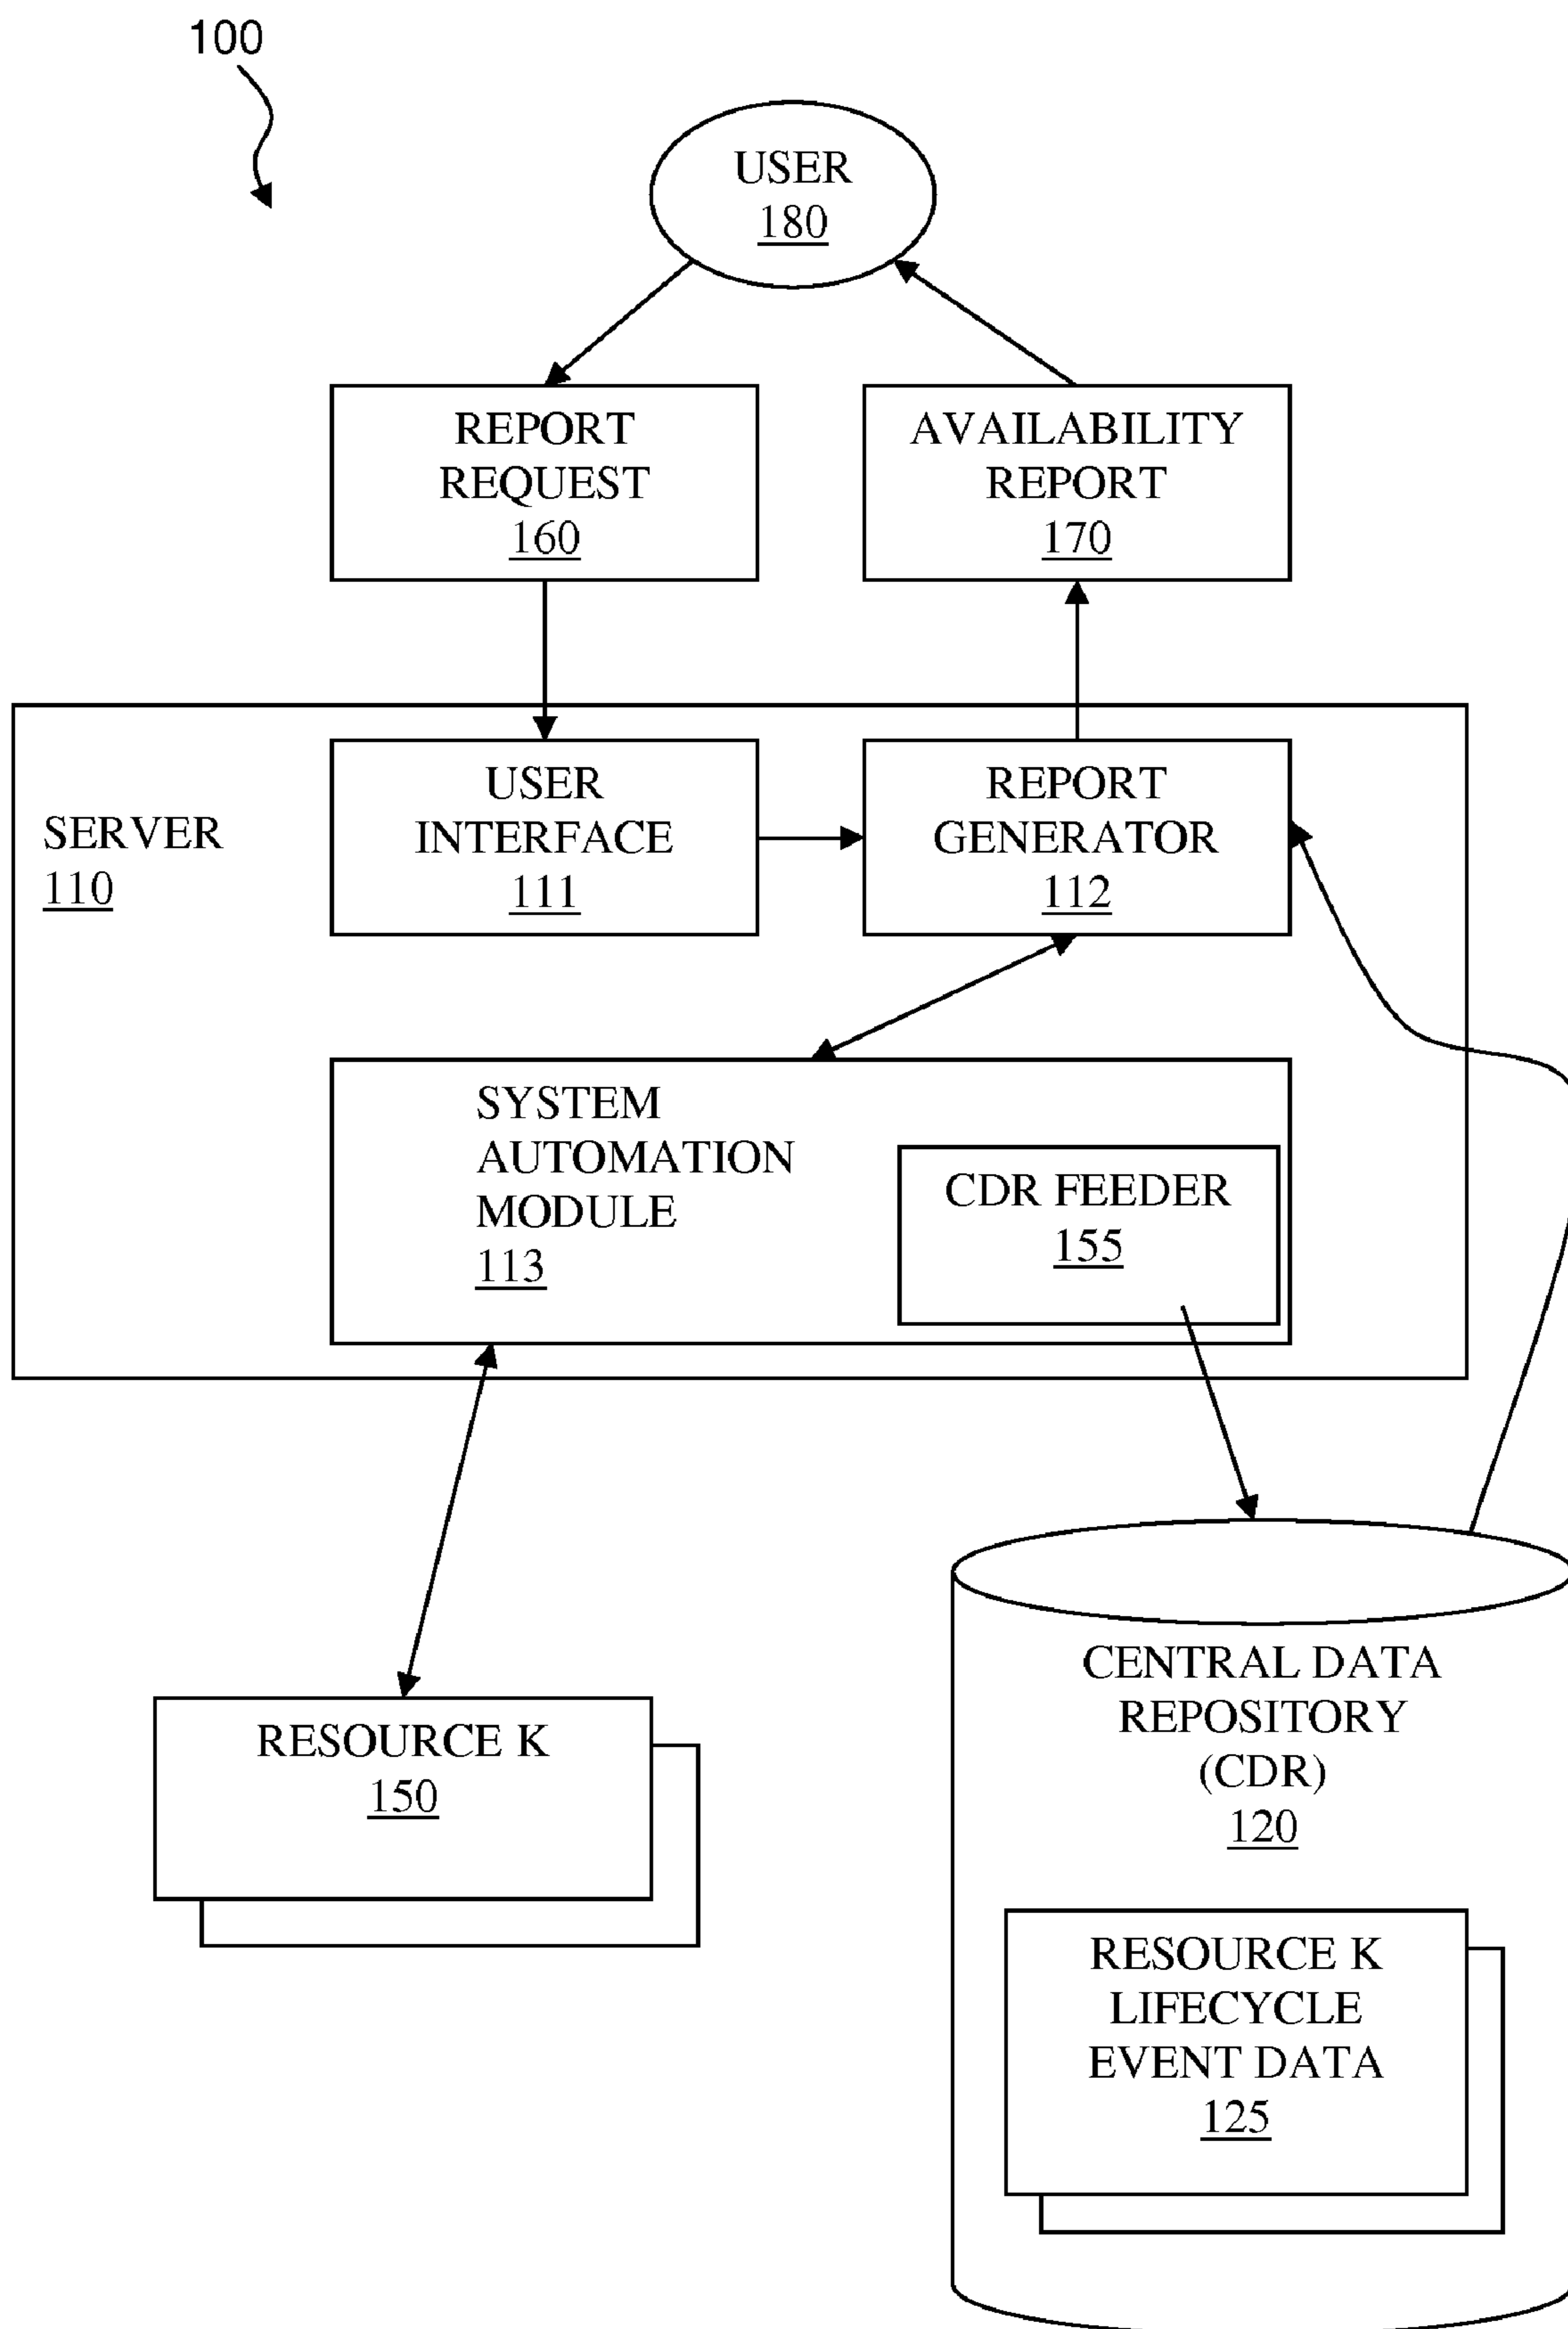 100
USER
180
REPORT
REQUEST
160
AVAILABILITY
REPORT
170
SERVER
110
USER
INTERFACE
111
REPORT
GENERATOR
112
SYSTEM
AUTOMATION
MODULE
113
CDR FEEDER
155
RESOURCE K
150
CENTRAL DATA
REPOSITORY
(CDR)
120
RESOURCE K
LIFECYCLE
EVENT DATA
125